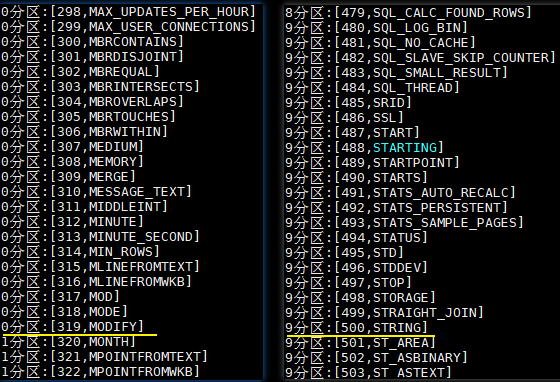 0分区:[298,MAX_UPDATES_PER_HOUR]
0分区:[299,MAX_USER_CONNECTIONS]
0分区:[300,MBRCONTAINS]
0分区:[301,MBRDISJOINT]
0分区:[302,MBREQUAL]
0分区:[303,MBRINTERSECTS]
0分区:[304,MBROVERLAPS]
0分区:[305,MBRTOUCHES]
0分区:[306,MBRWITHIN]
0分区:[307,MEDIUM]
0分区:[308,MEMORY]
0分区:[309,MERGE]
0分区:[310,MESSAGE_TEXT]
0分区:[311,MIDDLEINT]
0分区:[312,MINUTE]
0分区:[313,MINUTE_SECOND]
0分区:[314,MIN_ROWS]
0分区:[315,MLINEFROMTEXT]
0分区:[316,MLINEFROMWKB]
0分区:[317,MOD]
0分区:[318,MODE]
0分区:[319,MODIFY]
1分区:[320,MONTH]
1分区:[321,MPOINTFROMTEXT]
1分区:[322,MPOINTFROMWKB]
8分区:[479,SQL_CALC_FOUND_ROWS]
9分区:[480,SQL_LOG_BIN]
9分区:[481,SQL_NO_CACHE]
9分区:[482,SQL_SLAVE_SKIP_COUNTER]
9分区:[483,SQL_SMALL_RESULT]
9分区:[484,SQL_THREAD]
9分区:[485,SRID]
9分区:[486,SSL]
9分区:[487,START]
9分区:[488,STARTING]
9分区:[489,STARTPOINT]
9分区:[490,STARTS]
9分区:[491,STATS_AUTO_RECALC]
9分区:[492,STATS_PERSISTENT]
9分区:[493,STATS_SAMPLE_PAGES]
9分区:[494,STATUS]
9分区:[495,STD]
9分区:[496,STDDEV]
9分区:[497,STOP]
9分区:[498,STORAGE]
9分区:[499,STRAIGHT_JOIN]
9分区:[500,STRING]
9分区:[501,ST_AREA]
9分区:[502,ST_ASBINARY]
9分区:[503,ST_ASTEXT]